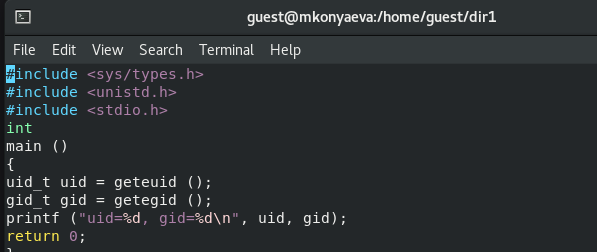 guest@mkonyaeva:/home/guest/dir1
File Edit View Search Terminal Help
#include <sys/types.h>
#include <unistd.h>
#include <stdio.h>
int
main ()
{
uid_t uid = geteuid ();
gid_t gid = getegid ();
printf ("uid=%d, gid=%d\n", uid, gid);
return 0;
}